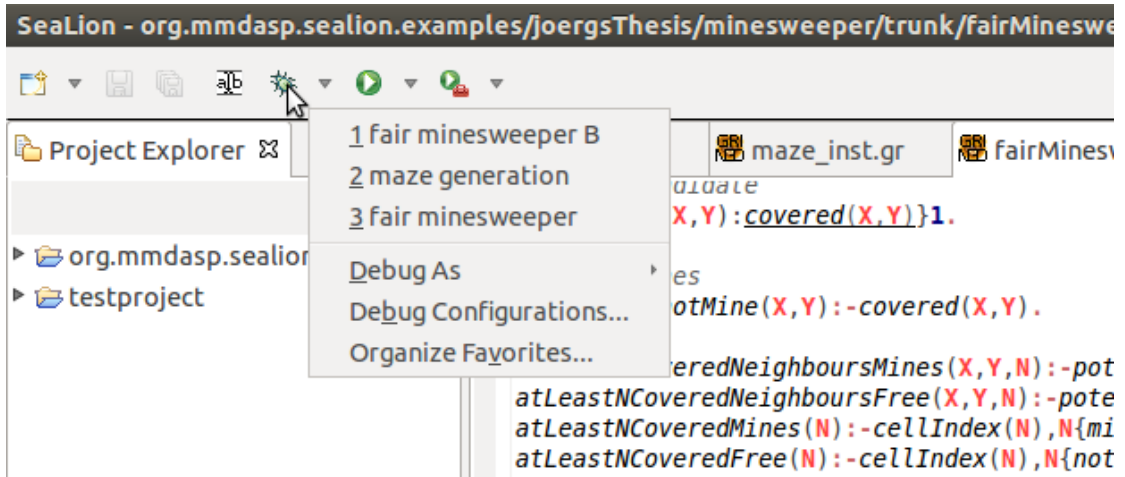 SeaLion - org.mmdasp.sealion.examples/joergsThesis/minesweeper/trunk/fairMineswe
Project Explorer
maze_inst.gr
fairMinesw
1 fair minesweeper B
2 maze generation
3 fair minesweeper
Debug As
Debug Configurations...
Organize Favorites...
org.mmdasp.sealion
testproject
didate
X,Y):covered(X,Y)}1.
es
otMine(X,Y):-covered(X,Y).
eredNeighboursMines(X,Y,N):-pot
atLeastNCoveredNeighboursFree(X,Y,N):-pote
atLeastNCoveredMines(N):-cellIndex(N),N{mi
atLeastNCoveredFree(N):-cellIndex(N),N{not